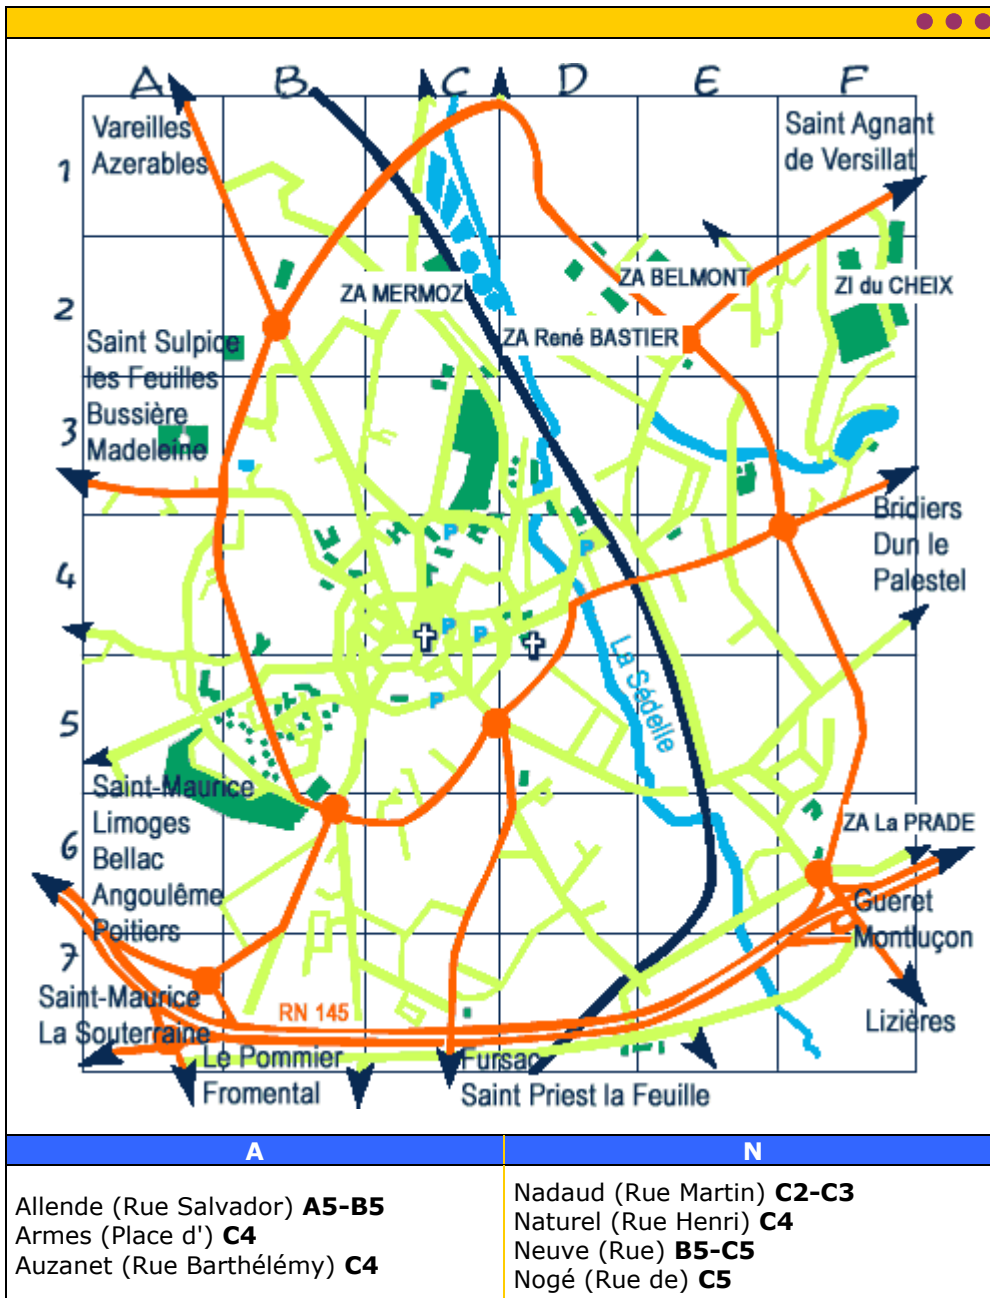 A B C D E F
Vareilles
Azerables
Saint Agnant
de Versillat
1
ZA BELMONT
ZI du CHEIX
ZA MERMOZ
2
ZA René BASTIER
Saint Sulpice
les Feuilles
Bussière
Madeleine
3
Bridiers
Dun le
Palestel
P
P
4
P
P
La Sédelle
P
5
Saint-Maurice
Limoges
Bellac
Angoulême
Poitiers
ZA La PRADE
6
Gueret
Montluçon
7
Saint-Maurice
La Souterraine
RN 145
Lizières
Le Pommier
Fromental
Fursac
Saint Priest la Feuille
A
Allende (Rue Salvador) A5-B5
Armes (Place d') C4
Auzanet (Rue Barthélémy) C4
N
Nadaud (Rue Martin) C2-C3
Naturel (Rue Henri) C4
Neuve (Rue) B5-C5
Nogé (Rue de) C5